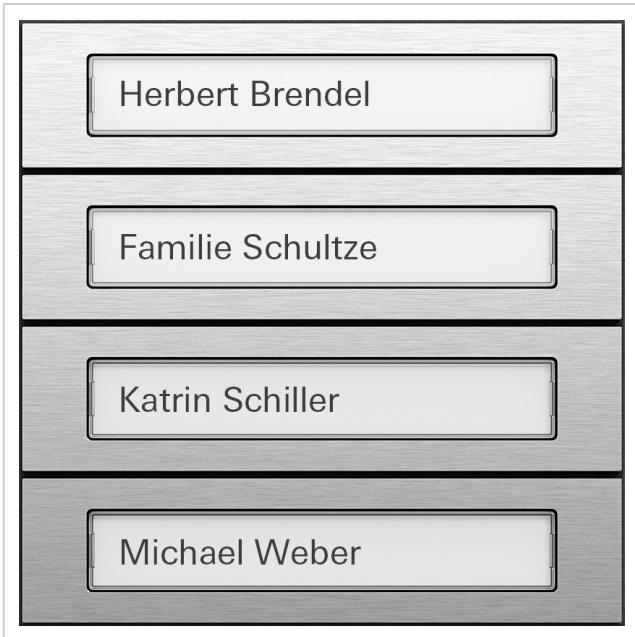 Herbert Brendel
Familie Schultze
Katrin Schiller
Michael Weber